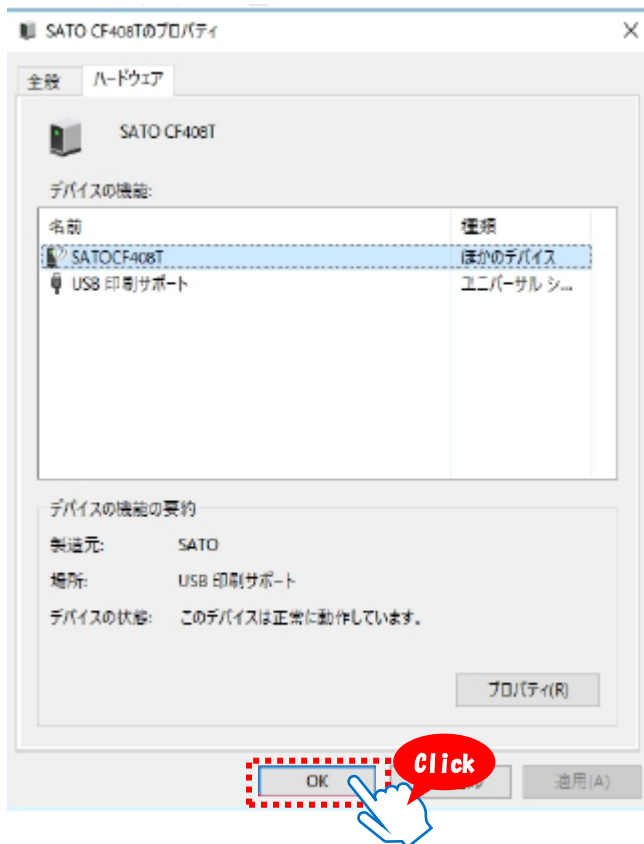 SATO CF408Tのプロパティ
全般 ハードウェア
SATO CF408T
デバイスの機能:
名前 種類
SATOCF408T ほかのデバイス
USB 印刷サポート ユニバーサル シ...
デバイスの機能の要約
製造元: SATO
場所: USB 印刷サポート
デバイスの状態: このデバイスは正常に動作しています。
プロパティ(R)
Click
OK 適用(A)